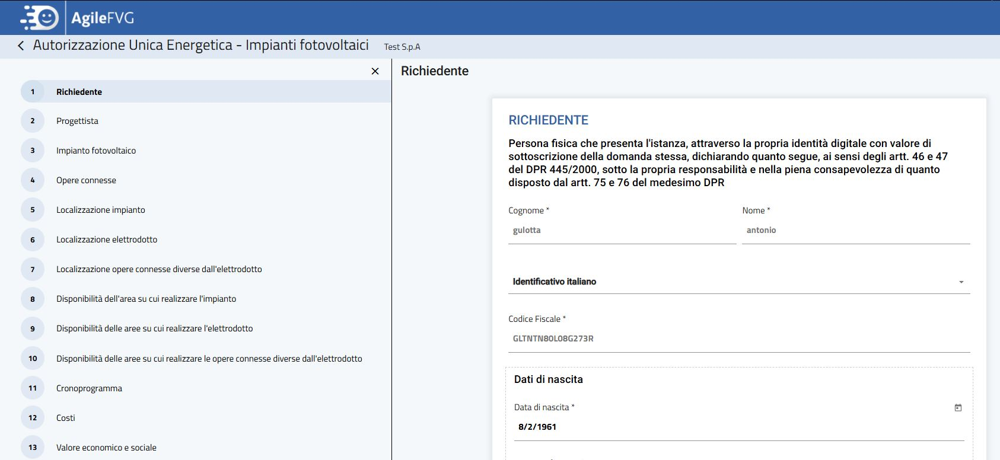 AgileFVG
Autorizzazione Unica Energetica - Impianti fotovoltaici Test S.p.A
1 Richiedente
2 Progettista
3 Impianto fotovoltaico
4 Opere connesse
5 Localizzazione impianto
6 Localizzazione elettrodotto
7 Localizzazione opere connesse diverse dall'elettrodotto
8 Disponibilità dell'area su cui realizzare l'impianto
9 Disponibilità delle aree su cui realizzare l'elettrodotto
10 Disponibilità delle aree su cui realizzare le opere connesse diverse dall'elettrodotto
11 Cronoprogramma
12 Costi
13 Valore economico e sociale
Richiedente
RICHIEDENTE
Persona fisica che presenta l'istanza, attraverso la propria identità digitale con valore di
sottoscrizione della domanda stessa, dichiarando quanto segue, ai sensi degli artt. 46 e 47
del DPR 445/2000, sotto la propria responsabilità e nella piena consapevolezza di quanto
disposto dal artt. 75 e 76 del medesimo DPR
Cognome * Nome *
gulotta antonio
Identificativo italiano
Codice Fiscale *
GLTNTN80L08G273R
Dati di nascita
Data di nascita *
8/2/1961